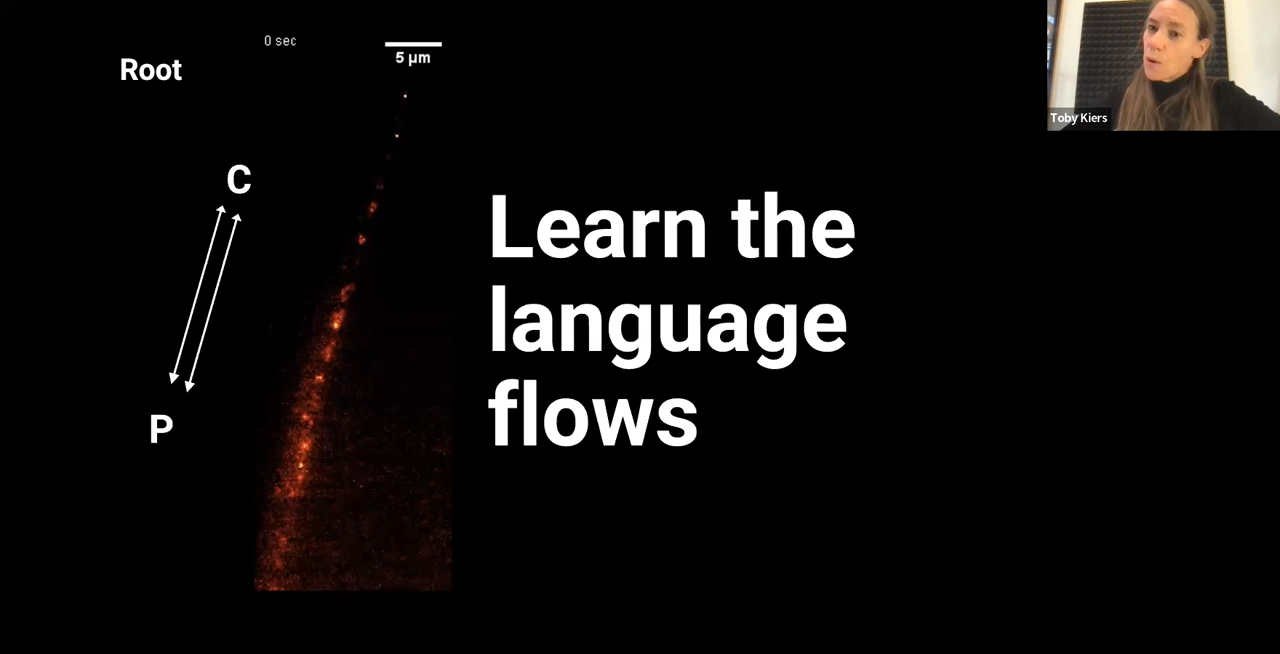 0 sec
5 µm
Root
Toby Kiers
C
Learn the
language
flows
P